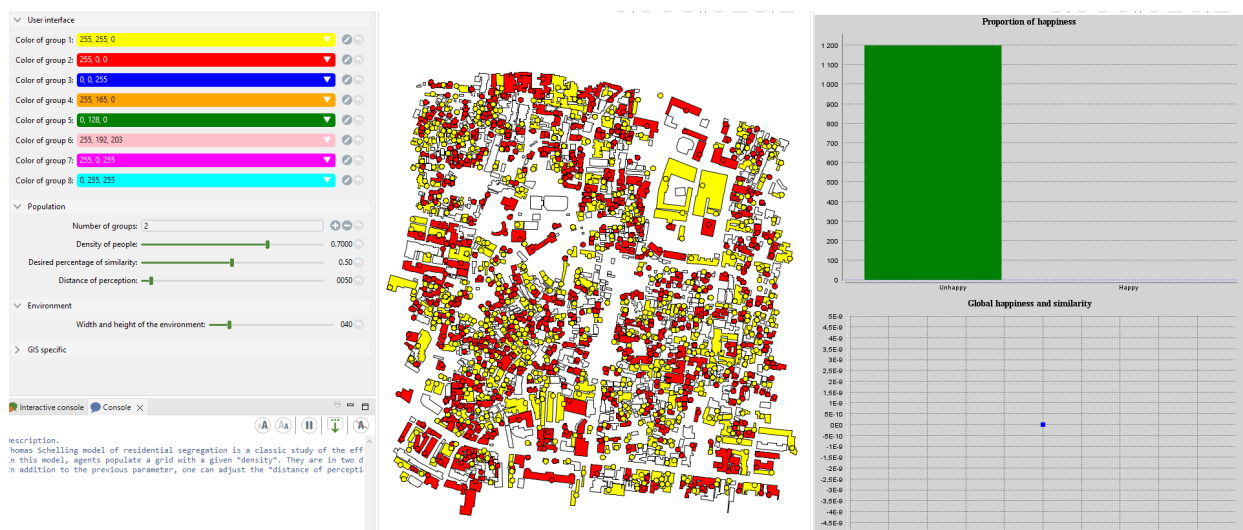 User interface
Color of group 1: 255, 255, 0
Color of group 2: 255, 0, 0
Color of group 3: 0, 0, 255
Color of group 4: 255, 165, 0
Color of group 5: 0, 128, 0
Color of group 6: 255, 192, 203
Color of group 7: 255, 0, 255
Color of group 8: 0, 255, 255
Population
Number of groups: 2
Density of people: 0.7000
Desired percentage of similarity: 0.50
Distance of perception: 0050
Environment
Width and height of the environment: 040
GIS specific
Interactive console Console
escription.
homas Schelling model of residential segregation is a classic study of the eff
n this model, agents populate a grid with a given "density". They are in two d
n addition to the previous parameter, one can adjust the "distance of percepti
Proportion of happiness
1 200
1 100
1 000
900
800
700
600
500
400
300
200
100
0
Unhappy Happy
Global happiness and similarity
5E-9
4,5E-9
4E-9
3,5E-9
3E-9
2,5E-9
2E-9
1,5E-9
1E-9
5E-10
0E0
-5E-10
-1E-9
-1,5E-9
-2E-9
-2,5E-9
-3E-9
-3,5E-9
-4E-9
-4,5E-9